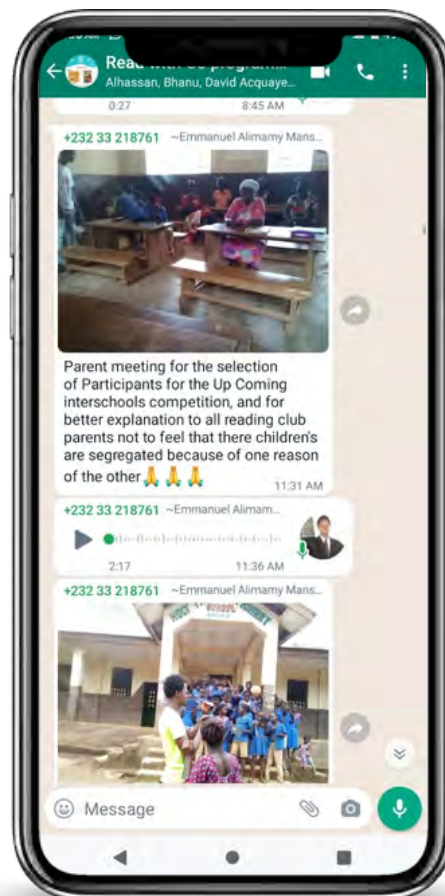 Read with Us program...
Alhassan, Bhanu, David Acquaye...
0:27 8:45 AM
+232 33 218761 ~Emmanuel Alimamy Mans...
Parent meeting for the selection
of Participants for the Up Coming
interschools competition, and for
better explanation to all reading club
parents not to feel that there children's
are segregated because of one reason
of the other🙏🙏🙏
11:31 AM
+232 33 218761 ~Emmanuel Alimam...
2:17 11:36 AM
+232 33 218761 ~Emmanuel Alimamy Mans...
SCHOOL
Message